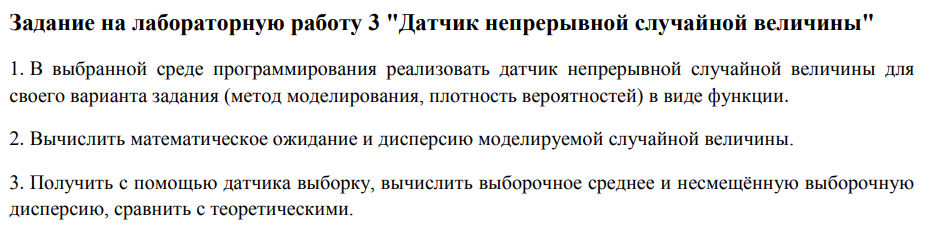 Задание на лабораторную работу 3 "Датчик непрерывной случайной величины"
1. В выбранной среде программирования реализовать датчик непрерывной случайной величины для
своего варианта задания (метод моделирования, плотность вероятностей) в виде функции.
2. Вычислить математическое ожидание и дисперсию моделируемой случайной величины.
3. Получить с помощью датчика выборку, вычислить выборочное среднее и несмещённую выборочную
дисперсию, сравнить с теоретическими.